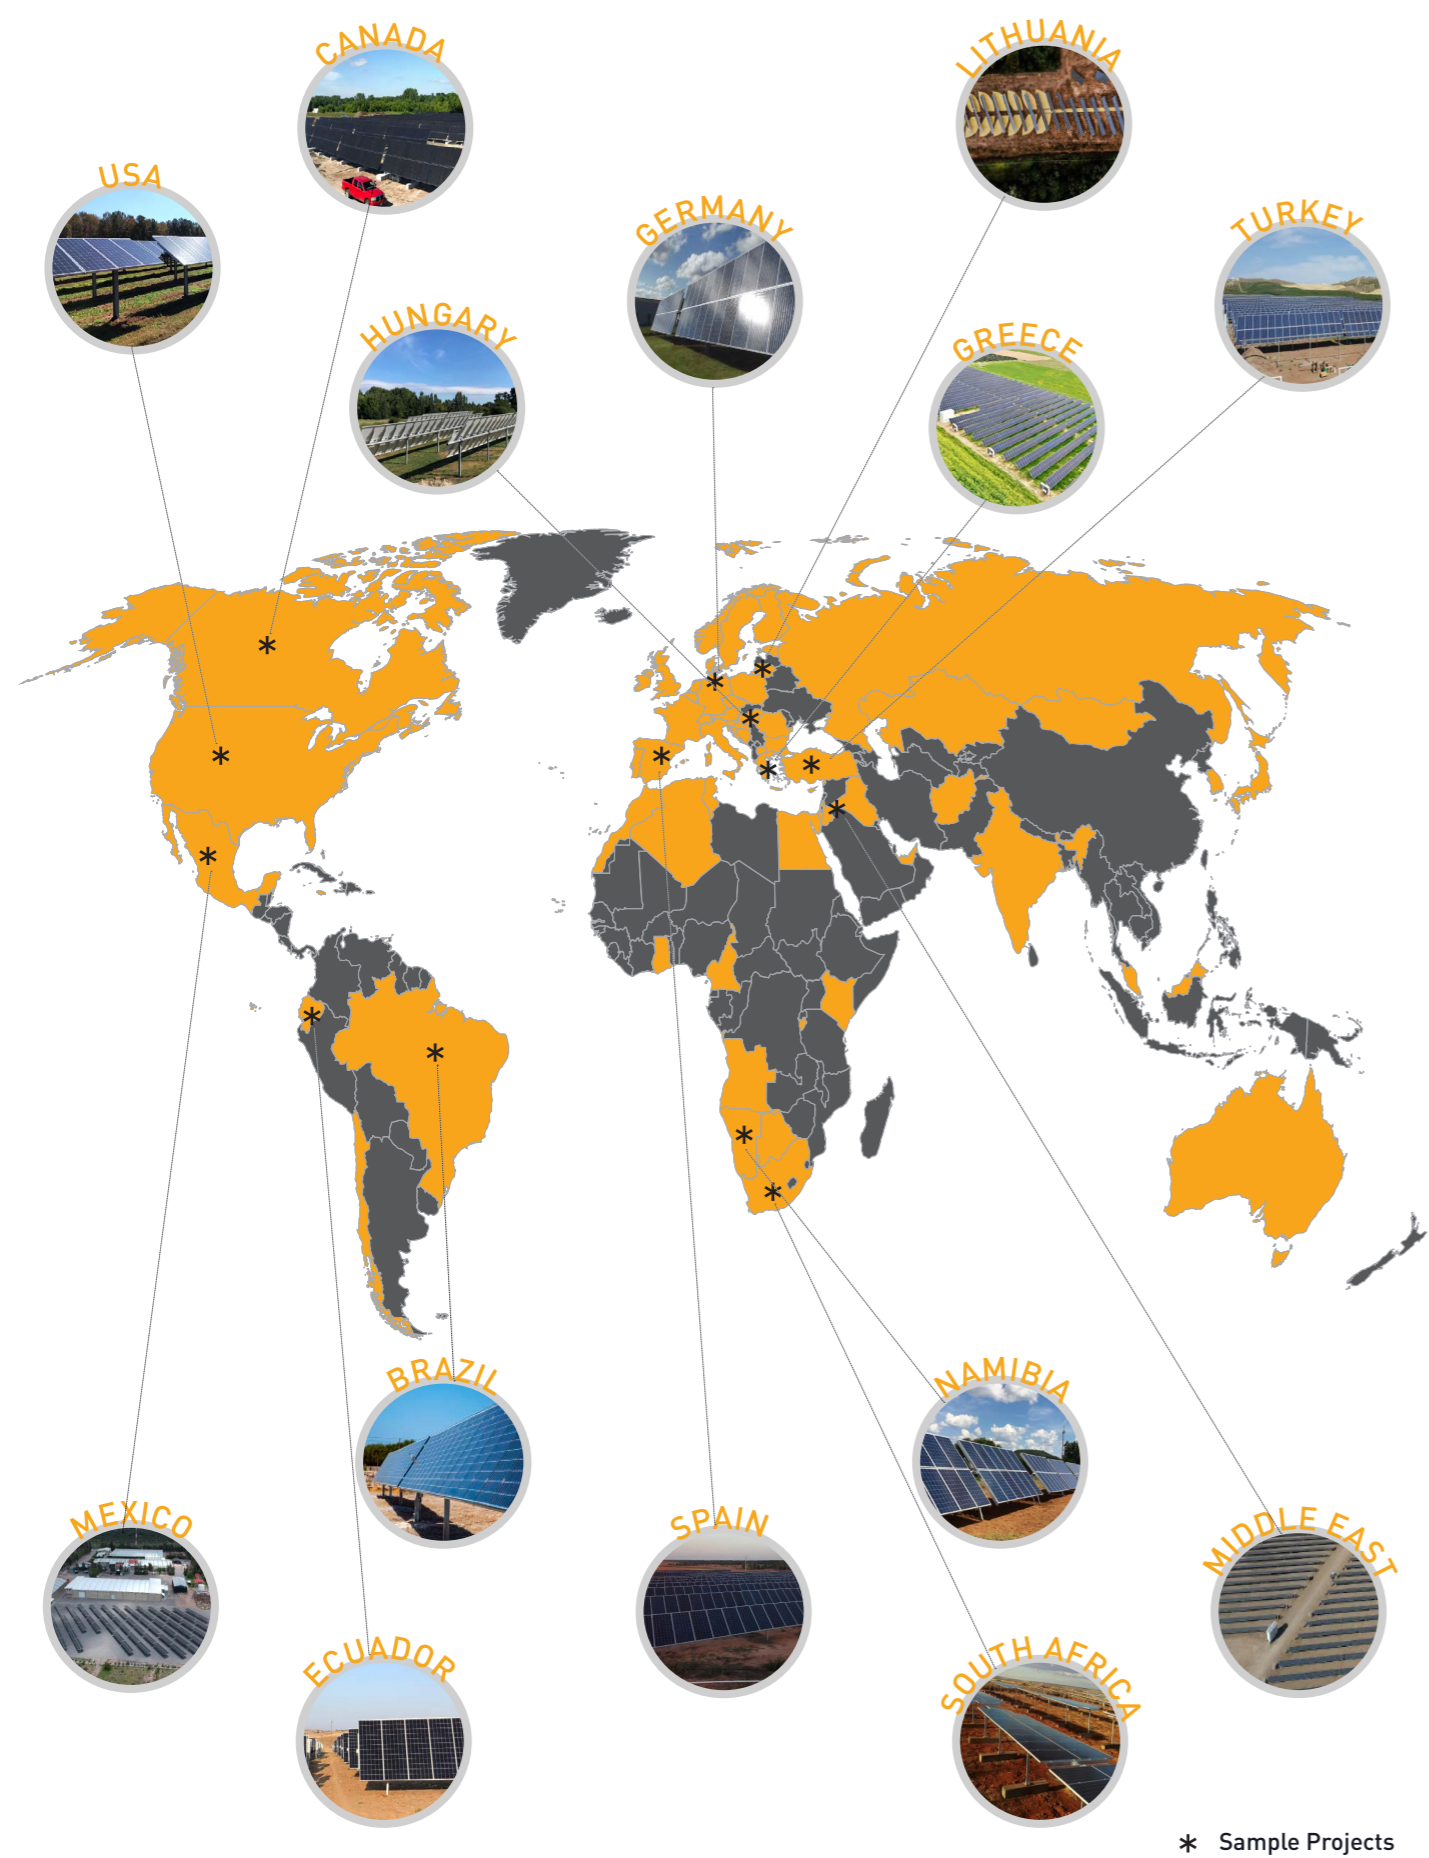 CANADA
LITHUANIA
USA
GERMANY
TURKEY
HUNGARY
GREECE
BRAZIL
NAMIBIA
MEXICO
SPAIN
MIDDLE EAST
ECUADOR
SOUTH AFRICA
* Sample Projects